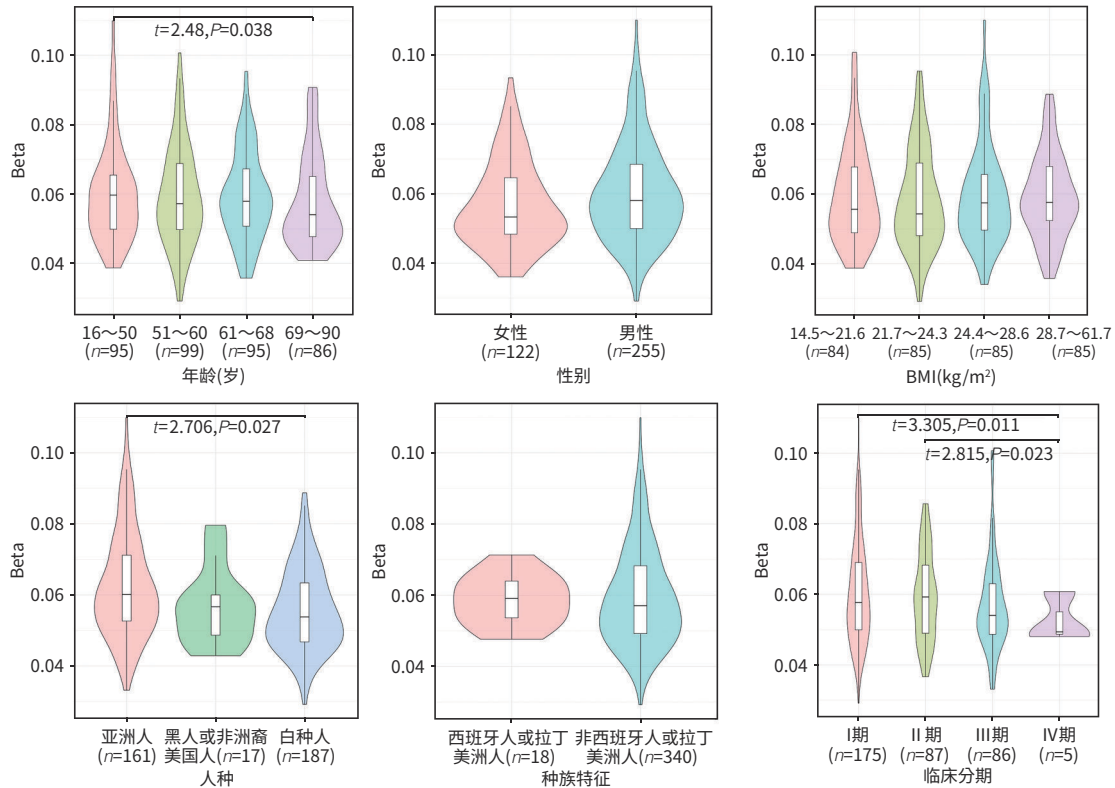 t=2.48,P=0.038
0.10
0.08
Beta
0.06
0.04
16～50
(n=95)
51～60
(n=99)
61～68
(n=95)
69～90
(n=86)
年龄(岁)
0.10
0.08
Beta
0.06
0.04
女性
(n=122)
男性
(n=255)
性别
0.10
0.08
Beta
0.06
0.04
14.5～21.6
(n=84)
21.7～24.3
(n=85)
24.4～28.6
(n=85)
28.7～61.7
(n=85)
BMI(kg/m²)
t=2.706,P=0.027
0.10
0.08
Beta
0.06
0.04
亚洲人
(n=161)
黑人或非洲裔
美国人(n=17)
白种人
(n=187)
人种
0.10
0.08
Beta
0.06
0.04
西班牙人或拉丁
美洲人(n=18)
非西班牙人或拉丁
美洲人(n=340)
种族特征
t=3.305,P=0.011
t=2.815,P=0.023
0.10
0.08
Beta
0.06
0.04
I期
(n=175)
II 期
(n=87)
III期
(n=86)
IV期
(n=5)
临床分期